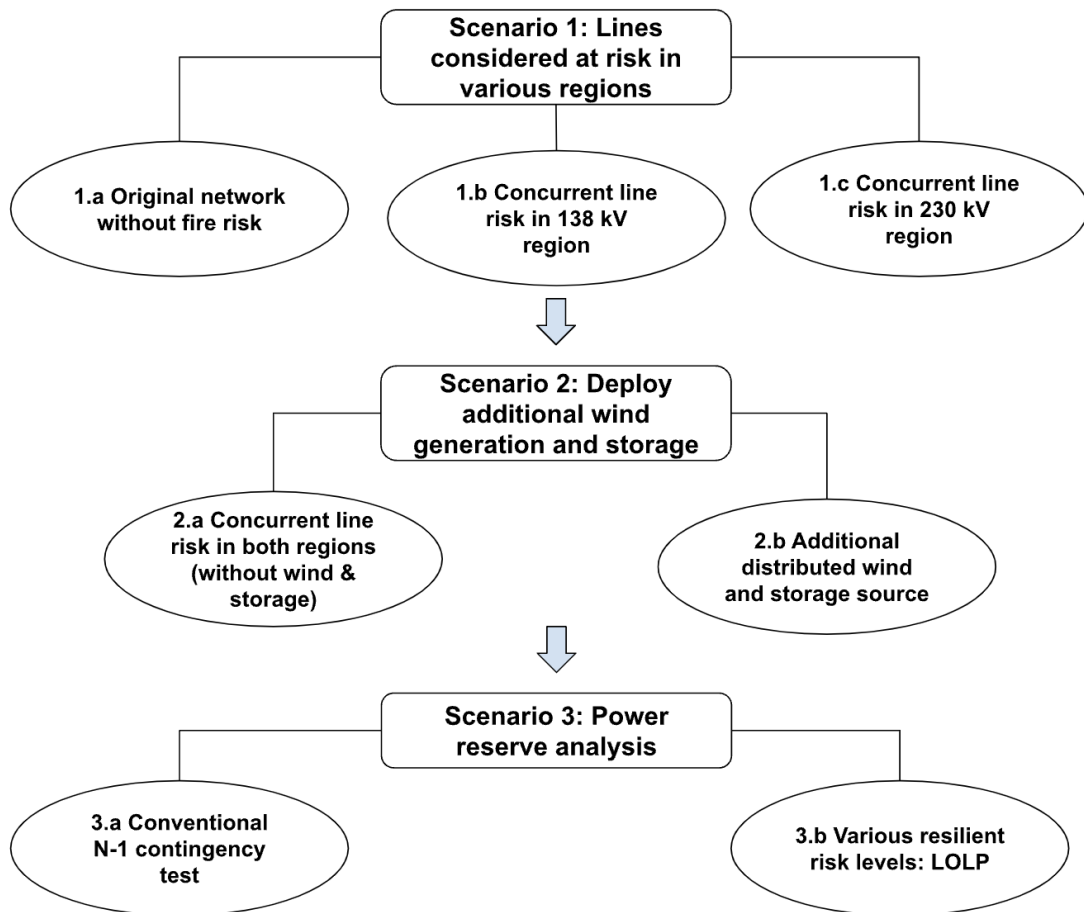 Scenario 1: Lines
considered at risk in
various regions
1.a Original network
without fire risk
1.b Concurrent line
risk in 138 kV
region
1.c Concurrent line
risk in 230 kV
region
Scenario 2: Deploy
additional wind
generation and storage
2.a Concurrent line
risk in both regions
(without wind &
storage)
2.b Additional
distributed wind
and storage source
Scenario 3: Power
reserve analysis
3.a Conventional
N-1 contingency
test
3.b Various resilient
risk levels: LOLP